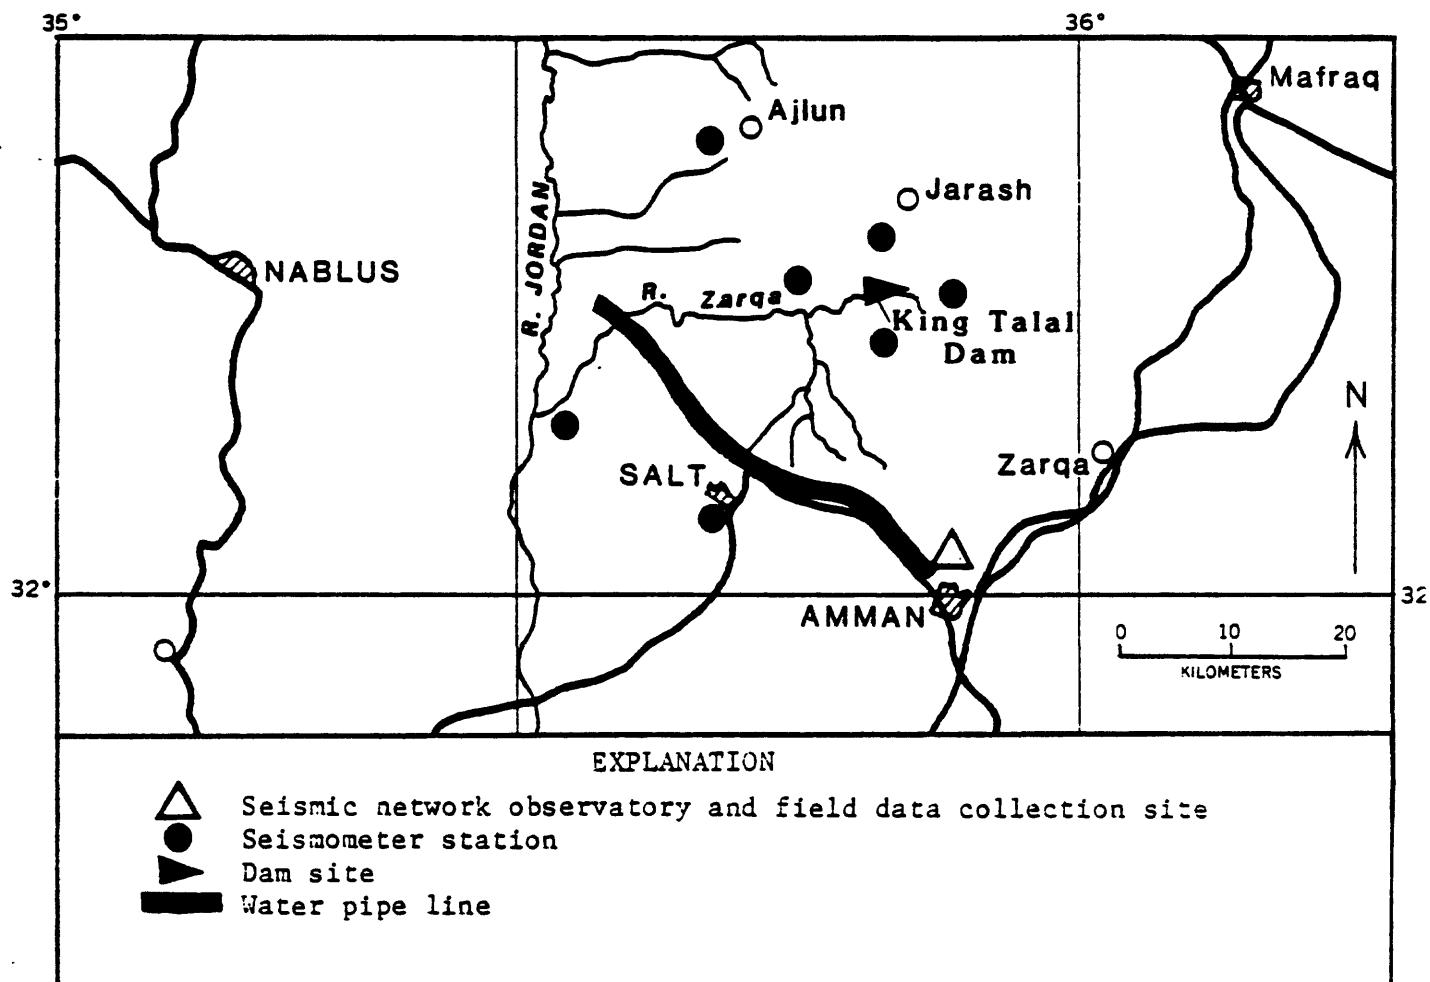 35°
36°
Mafraq
Ajlun
Jarash
R. JORDAN
NABLUS
R. Zarqa
King Talal
Dam
N
SALT
Zarqa
32°
32
AMMAN
0 10 20
KILOMETERS
EXPLANATION
Seismic network observatory and field data collection site
Seismometer station
Dam site
Water pipe line